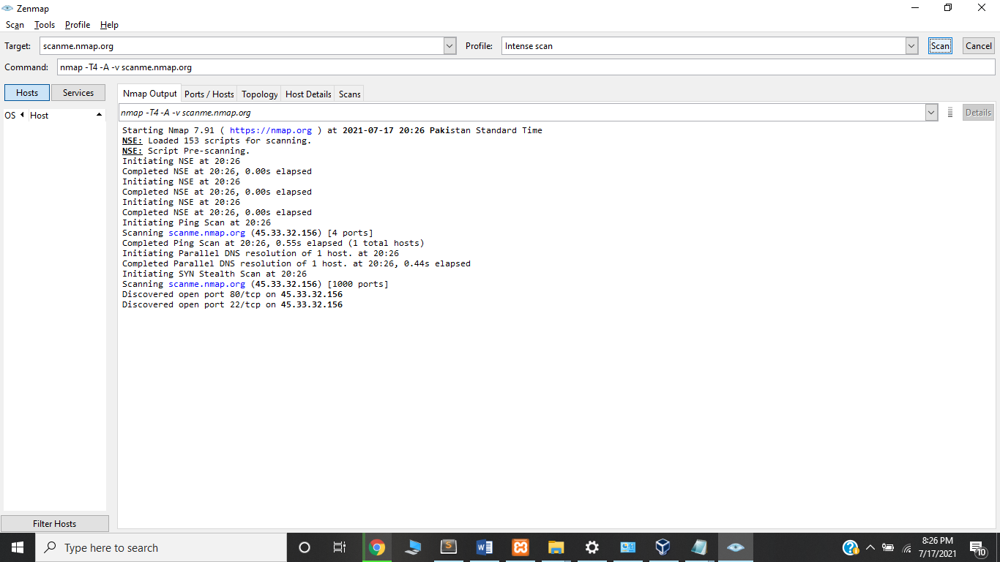 Zenmap
Scan Tools Profile Help
Target: scanme.nmap.org Profile: Intense scan Scan Cancel
Command: nmap -T4 -A -v scanme.nmap.org
Hosts Services Nmap Output Ports / Hosts Topology Host Details Scans
OS Host nmap -T4 -A -v scanme.nmap.org Details
Starting Nmap 7.91 ( https://nmap.org ) at 2021-07-17 20:26 Pakistan Standard Time
NSE: Loaded 153 scripts for scanning.
NSE: Script Pre-scanning.
Initiating NSE at 20:26
Completed NSE at 20:26, 0.00s elapsed
Initiating NSE at 20:26
Completed NSE at 20:26, 0.00s elapsed
Initiating NSE at 20:26
Completed NSE at 20:26, 0.00s elapsed
Initiating Ping Scan at 20:26
Scanning scanme.nmap.org (45.33.32.156) [4 ports]
Completed Ping Scan at 20:26, 0.55s elapsed (1 total hosts)
Initiating Parallel DNS resolution of 1 host. at 20:26
Completed Parallel DNS resolution of 1 host. at 20:26, 0.44s elapsed
Initiating SYN Stealth Scan at 20:26
Scanning scanme.nmap.org (45.33.32.156) [1000 ports]
Discovered open port 80/tcp on 45.33.32.156
Discovered open port 22/tcp on 45.33.32.156
Filter Hosts
Type here to search
8:26 PM
7/17/2021
10